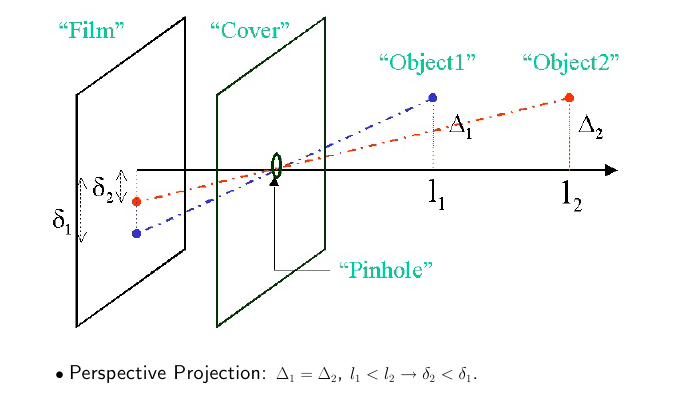 “Film”
“Cover”
“Object1”
“Object2”
Δ₁
Δ₂
δ₂
δ₁
l₁
l₂
“Pinhole”
• Perspective Projection: Δ₁ = Δ₂, l₁ < l₂ → δ₂ < δ₁.